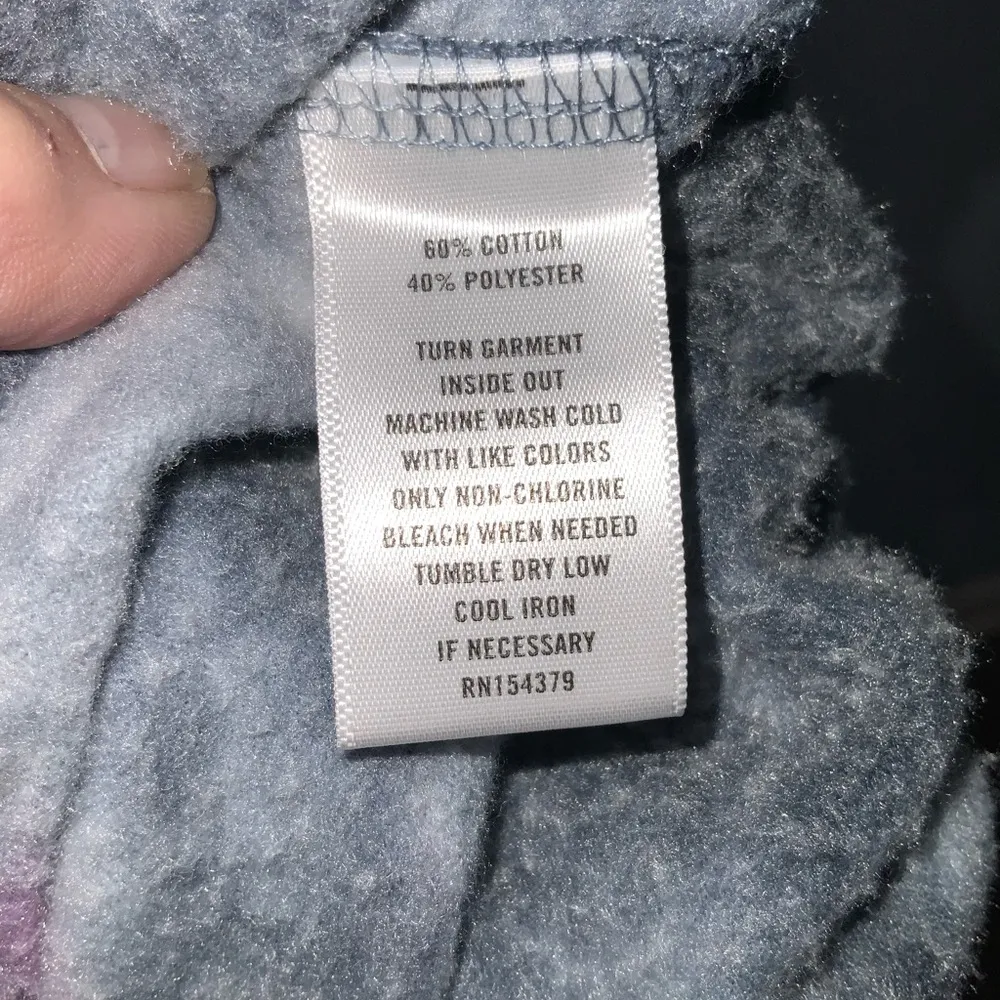 60% COTTON
40% POLYESTER
TURN GARMENT
INSIDE OUT
MACHINE WASH COLD
WITH LIKE COLORS
ONLY NON-CHLORINE
BLEACH WHEN NEEDED
TUMBLE DRY LOW
COOL IRON
IF NECESSARY
RN154379